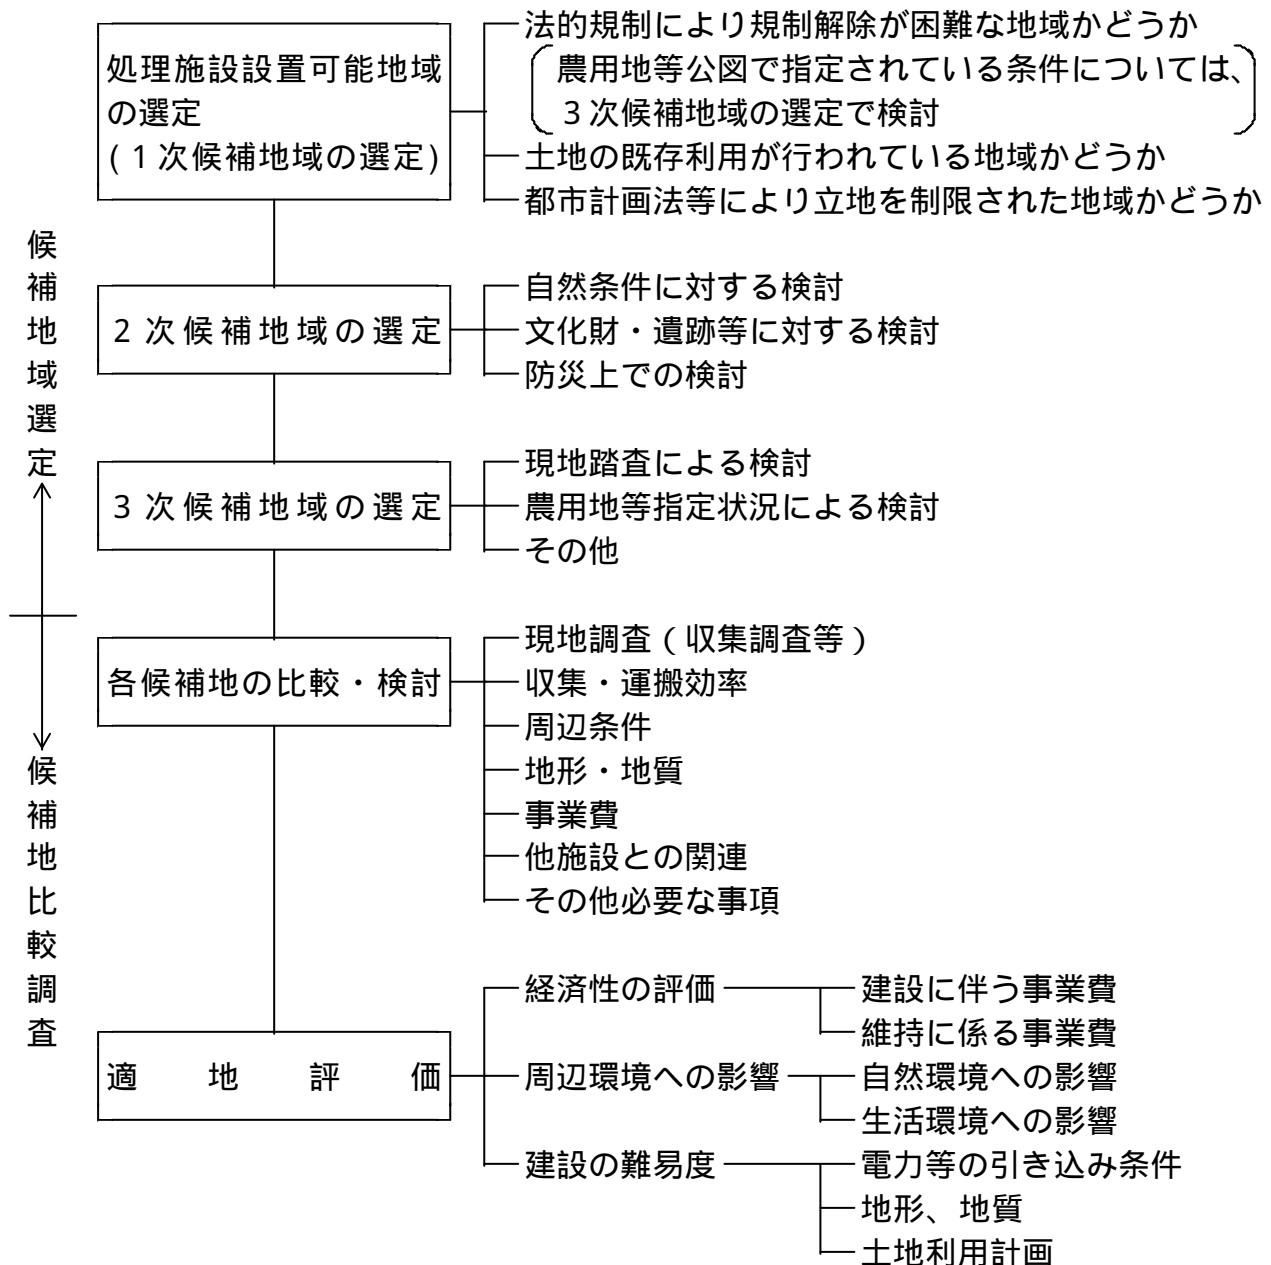 処理施設設置可能地域
の選定
(１次候補地域の選定)
法的規制により規制解除が困難な地域かどうか
農用地等公図で指定されている条件については、
３次候補地域の選定で検討
土地の既存利用が行われている地域かどうか
都市計画法等により立地を制限された地域かどうか
候補地域選定
２次候補地域の選定
自然条件に対する検討
文化財・遺跡等に対する検討
防災上での検討
３次候補地域の選定
現地踏査による検討
農用地等指定状況による検討
その他
候補地比較調査
各候補地の比較・検討
現地調査（収集調査等）
収集・運搬効率
周辺条件
地形・地質
事業費
他施設との関連
その他必要な事項
適地評価
経済性の評価
建設に伴う事業費
維持に係る事業費
周辺環境への影響
自然環境への影響
生活環境への影響
建設の難易度
電力等の引き込み条件
地形、地質
土地利用計画